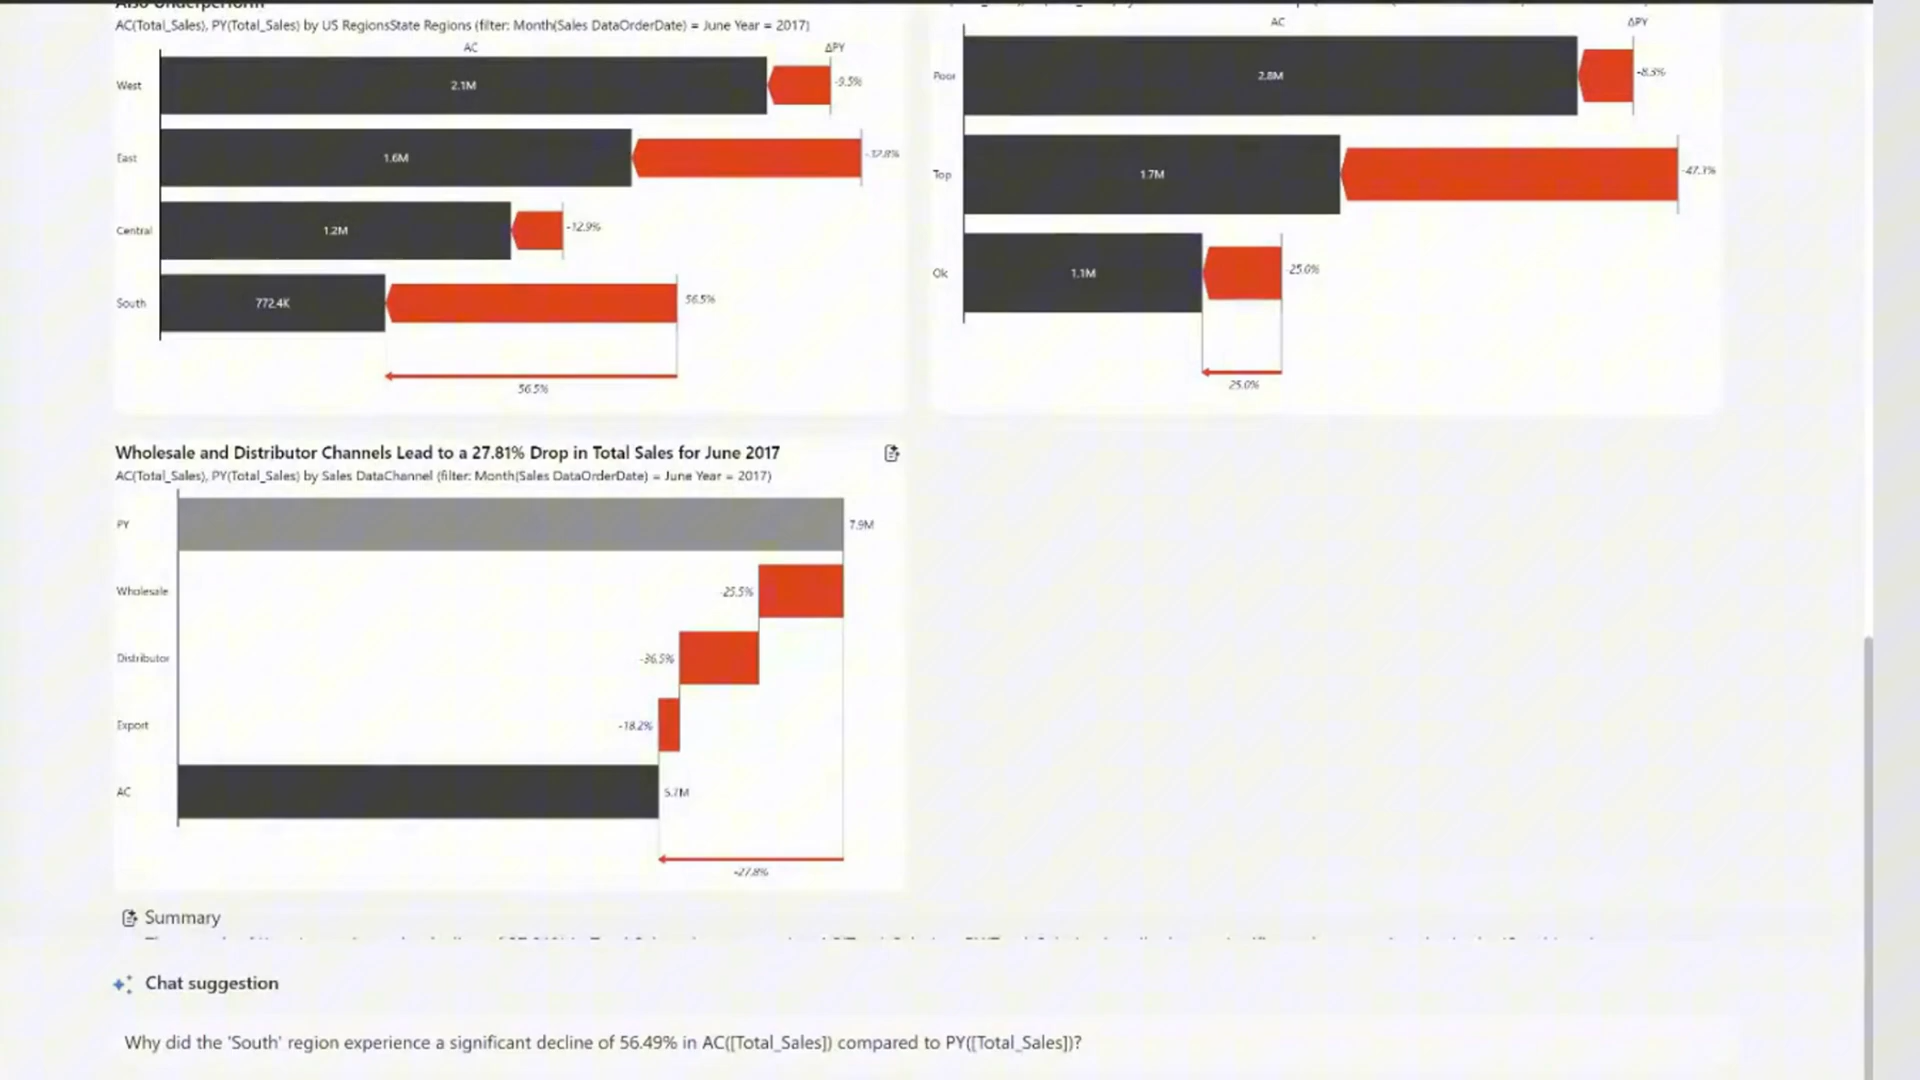 Also Underperform
AC(Total_Sales), PY(Total_Sales) by US RegionsState Regions (filter: Month(Sales DataOrderDate) = June Year = 2017)
AC ΔPY
West 2.1M -9.5%
East 1.6M
Central 1.2M -12.9%
South 772.4K 56.5%
56.5%
AC ΔPY
Poor 2.8M -8.3%
Top 1.7M -47.3%
Ok 1.1M -25.0%
25.0%
Wholesale and Distributor Channels Lead to a 27.81% Drop in Total Sales for June 2017
AC(Total_Sales), PY(Total_Sales) by Sales DataChannel (filter: Month(Sales DataOrderDate) = June Year = 2017)
PY 7.9M
Wholesale -25.5%
Distributor -36.5%
Export -18.2%
AC 5.7M
-27.8%
Summary
Chat suggestion
Why did the 'South' region experience a significant decline of 56.49% in AC([Total_Sales]) compared to PY([Total_Sales])?